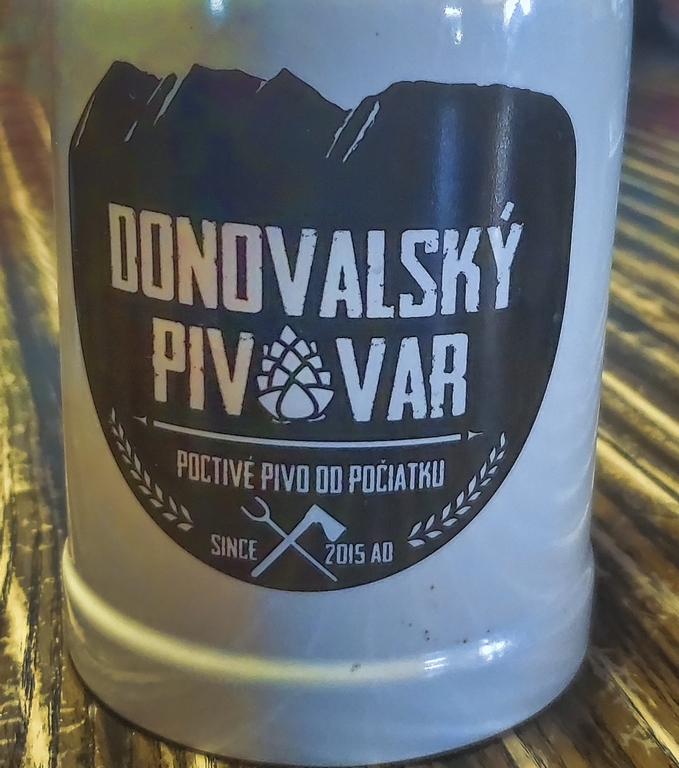 DONOVALSKÝ
PIVOVAR
POCTIVÉ PIVO OD POČIATKU
SINCE 2015 AD